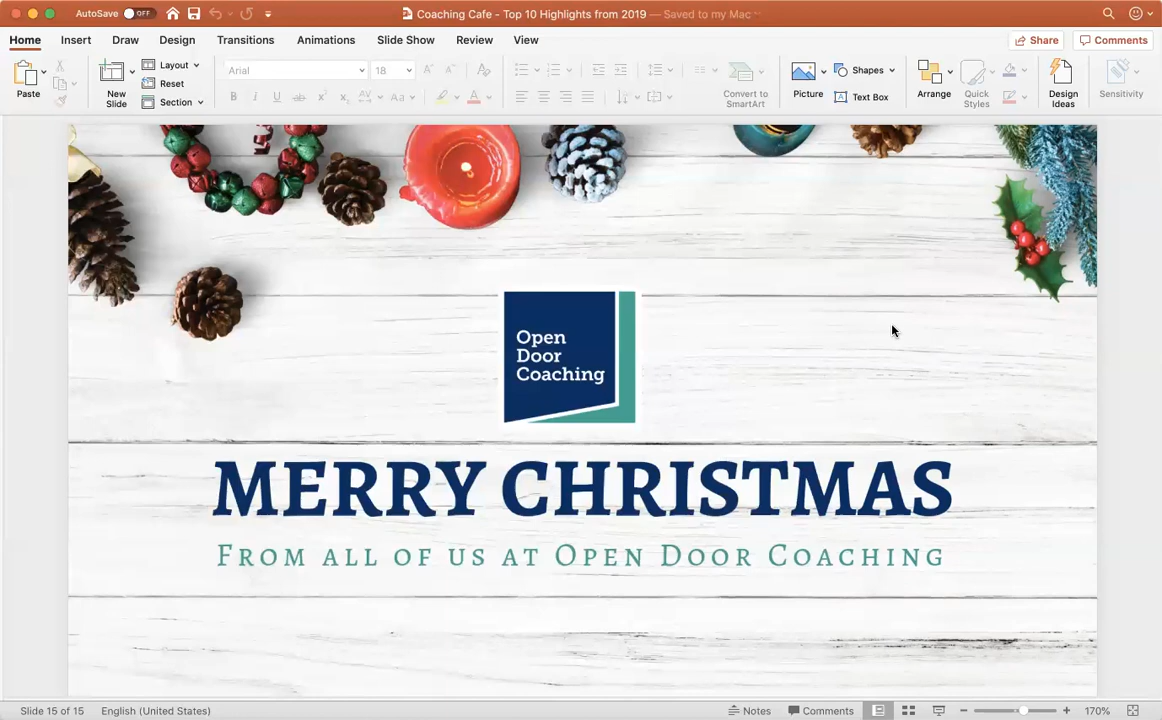 AutoSave OFF
Coaching Cafe - Top 10 Highlights from 2019 — Saved to my Mac
Home Insert Draw Design Transitions Animations Slide Show Review View
Share Comments
Paste
New Slide
Layout
Reset
Section
Arial 18
Convert to SmartArt
Picture
Shapes
Text Box
Arrange
Quick Styles
Design Ideas
Sensitivity
Open
Door
Coaching
MERRY CHRISTMAS
From all of us at Open Door Coaching
Slide 15 of 15 English (United States) Notes Comments 170%